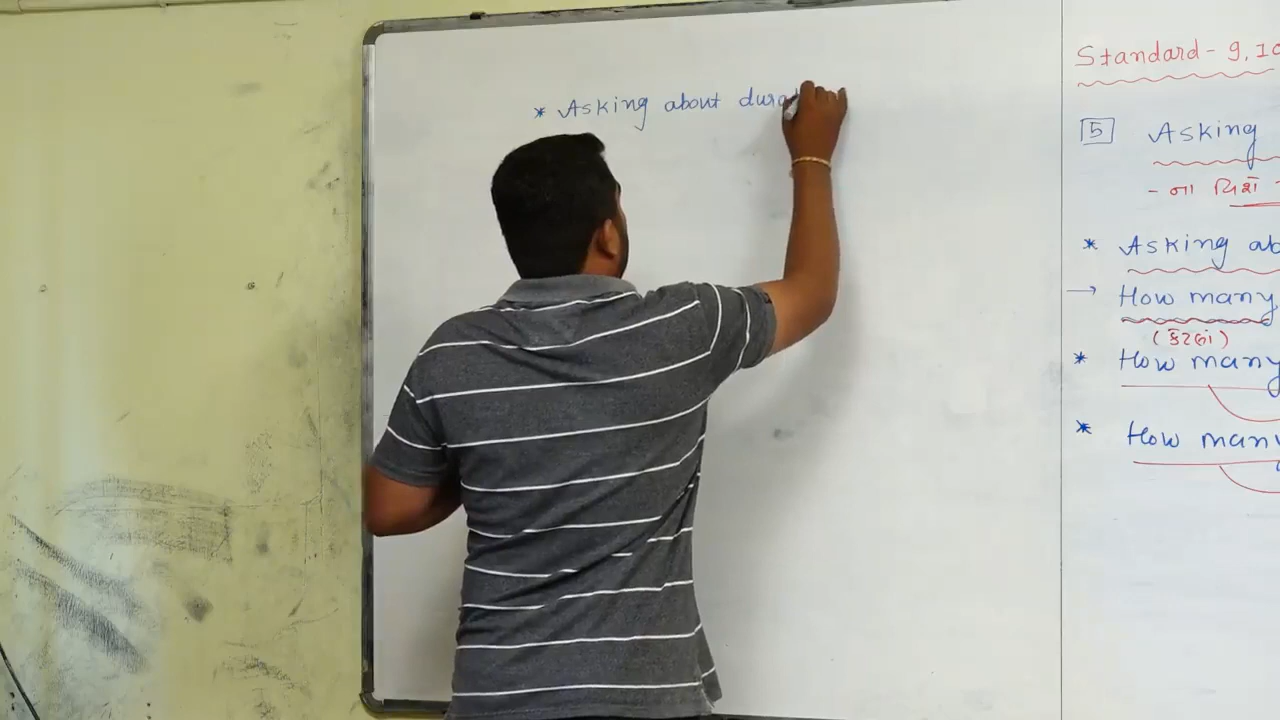 * Asking about dura
Standard - 9, 10
5 Asking
- ના વિશે
* Asking ab
→ How many
(કેટલાં)
* How many
* How many